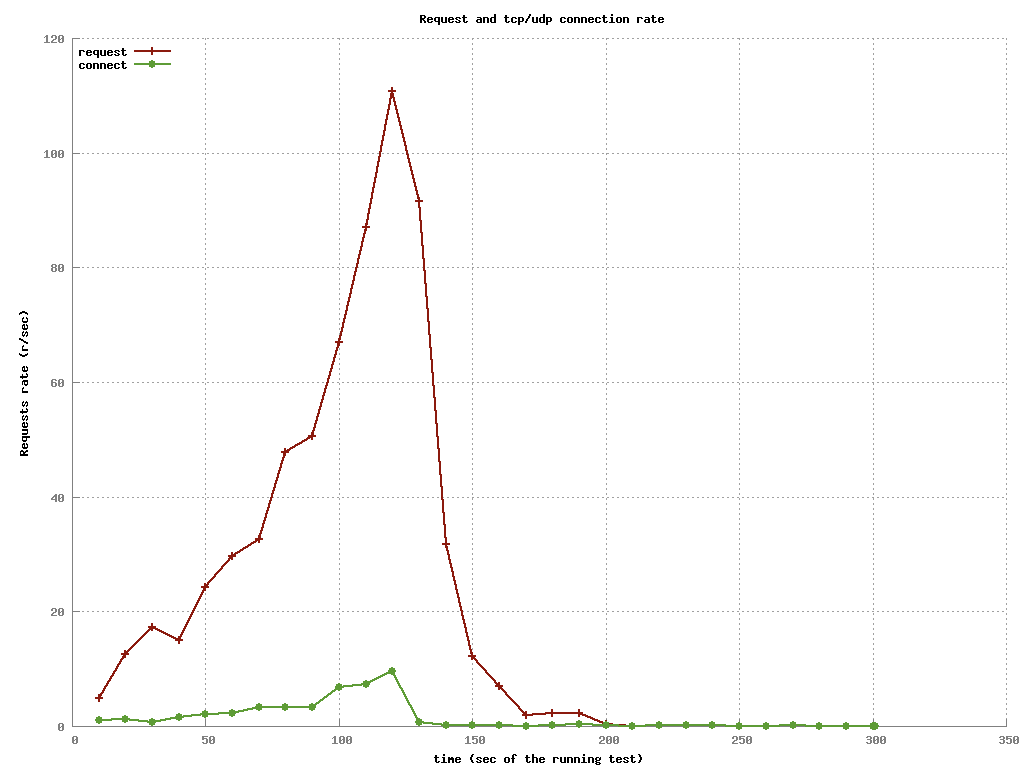 Request and tcp/udp connection rate
request
connect
120
100
80
60
40
20
0
Requests rate (r/sec)
0 50 100 150 200 250 300 350
time (sec of the running test)